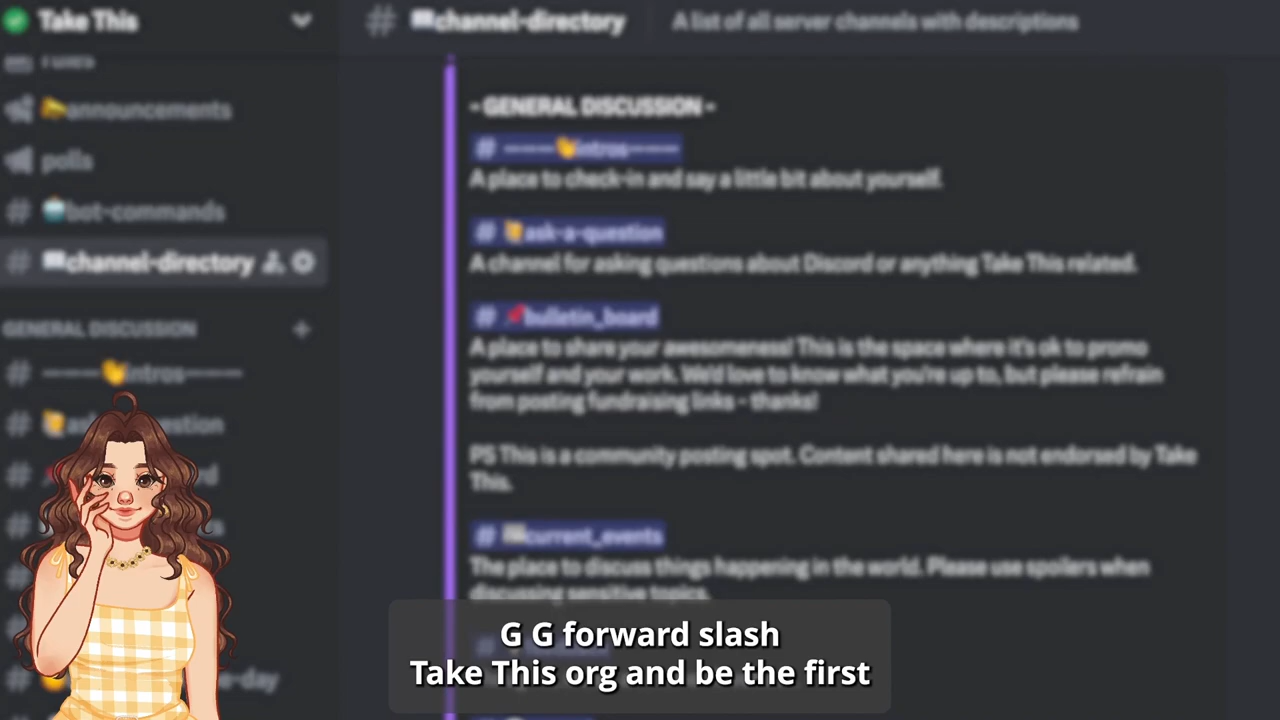 Take This
channel-directory
A list of all server channels with descriptions
rules
announcements
polls
bot-commands
channel-directory
GENERAL DISCUSSION
intros
- GENERAL DISCUSSION -
# ———intros———
A place to check-in and say a little bit about yourself.
# ask-a-question
A channel for asking questions about Discord or anything Take This related.
# bulletin_board
A place to share your awesomeness! This is the space where it's ok to promo
yourself and your work. We'd love to know what you're up to, but please refrain
from posting fundraising links - thanks!
PS This is a community posting spot. Content shared here is not endorsed by Take
This.
# current_events
The place to discuss things happening in the world. Please use spoilers when
discussing sensitive topics.
G G forward slash
Take This org and be the first